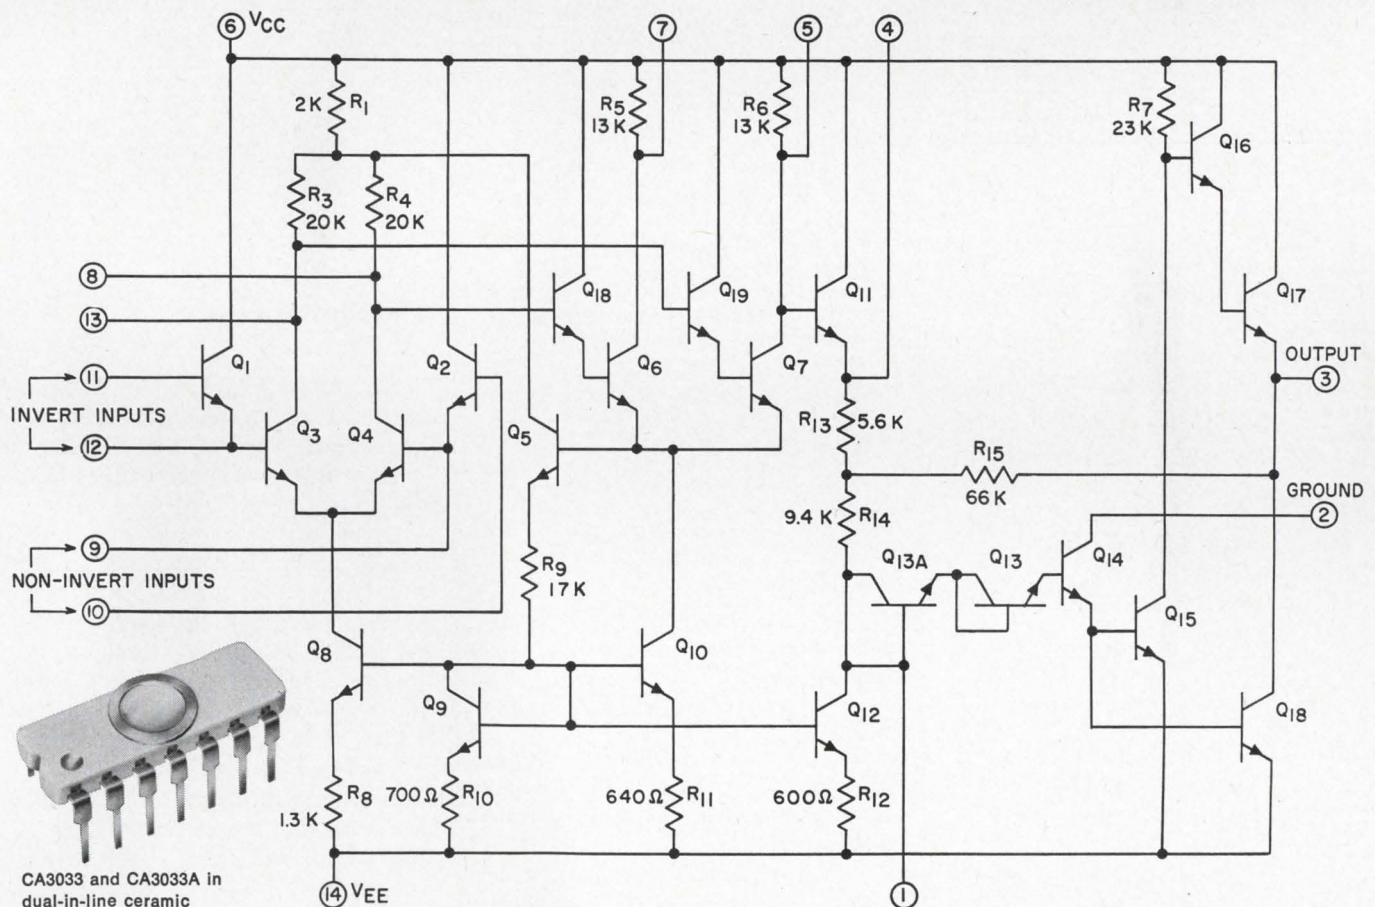 6 VCC
7
5
4
2K R1
R5 13K
R6 13K
R7 23K
Q16
R3 20K
R4 20K
8
13
Q18
Q19
Q11
Q17
11
Q1
Q2
Q6
Q7
OUTPUT
3
INVERT INPUTS
12
Q3
Q4
Q5
R13 5.6K
R15
66K
GROUND
2
9.4K R14
9
NON-INVERT INPUTS
10
R9 17K
Q13A
Q13
Q14
Q15
Q8
Q9
Q10
Q12
Q18
R8 1.3K
700Ω R10
640Ω R11
600Ω R12
14 VEE
1
CA3033 and CA3033A in
dual-in-line ceramic